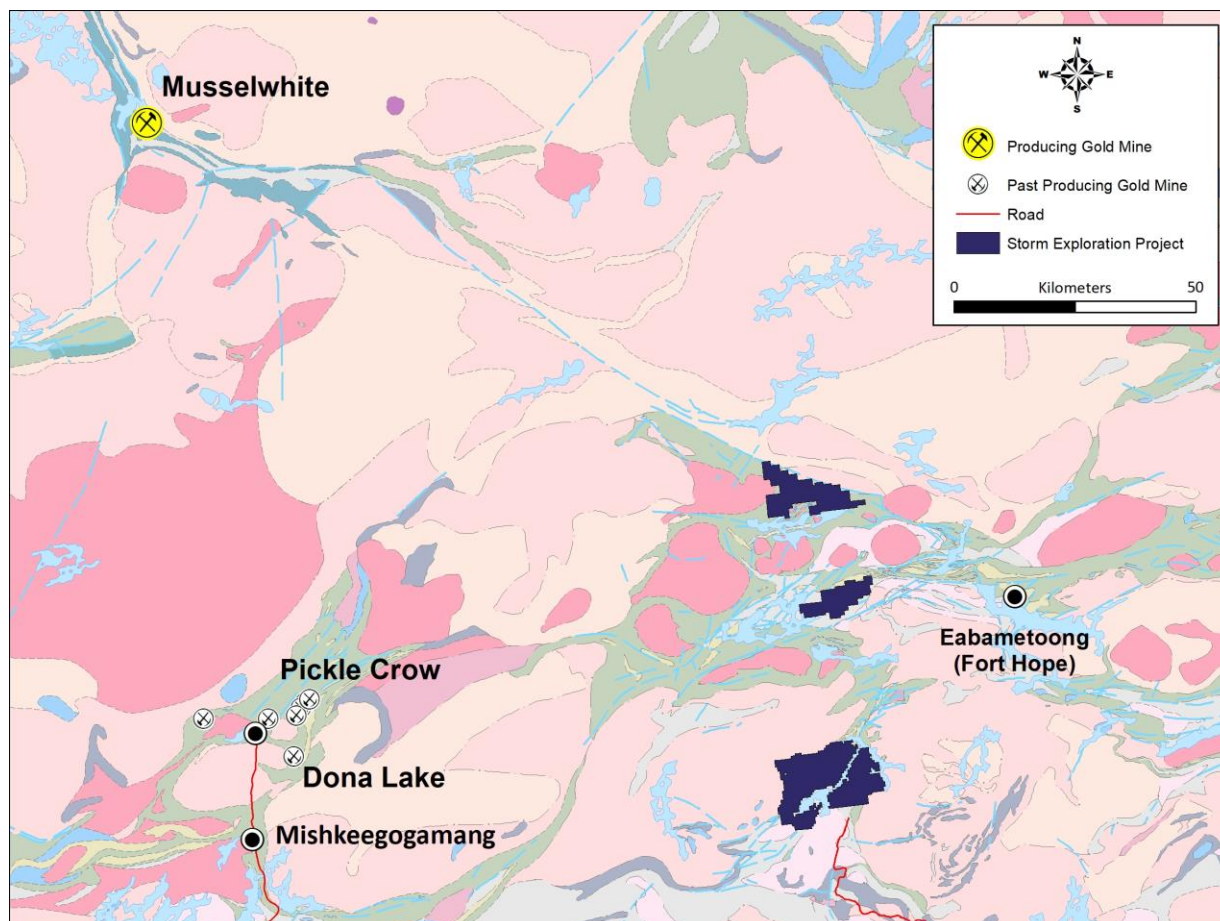 Musselwhite
N
W E
S
Producing Gold Mine
Past Producing Gold Mine
Road
Storm Exploration Project
0 Kilometers 50
Eabametoong
(Fort Hope)
Pickle Crow
Dona Lake
Mishkeegogamang